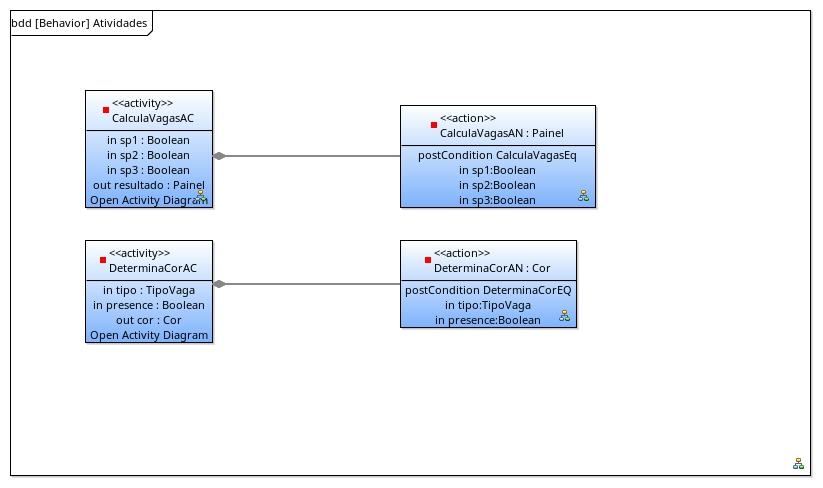 bdd [Behavior] Atividades
<<activity>>
CalculaVagasAC
in sp1 : Boolean
in sp2 : Boolean
in sp3 : Boolean
out resultado : Painel
Open Activity Diagram
<<action>>
CalculaVagasAN : Painel
postCondition CalculaVagasEq
in sp1:Boolean
in sp2:Boolean
in sp3:Boolean
<<activity>>
DeterminaCorAC
in tipo : TipoVaga
in presence : Boolean
out cor : Cor
Open Activity Diagram
<<action>>
DeterminaCorAN : Cor
postCondition DeterminaCorEQ
in tipo:TipoVaga
in presence:Boolean